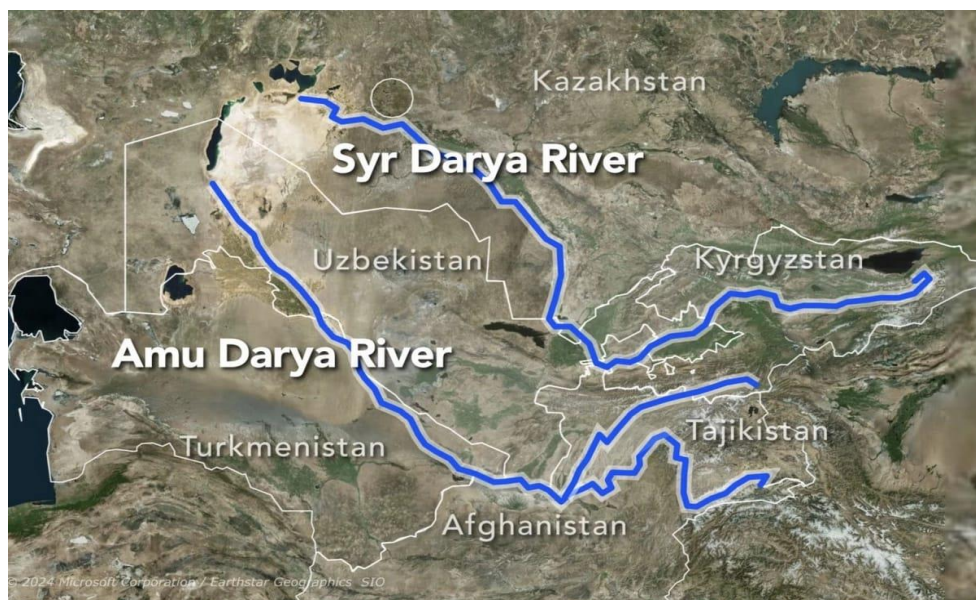 Kazakhstan
Syr Darya River
Uzbekistan
Kyrgyzstan
Amu Darya River
Tajikistan
Turkmenistan
Afghanistan
© 2024 Microsoft Corporation / Earthstar Geographics SIO